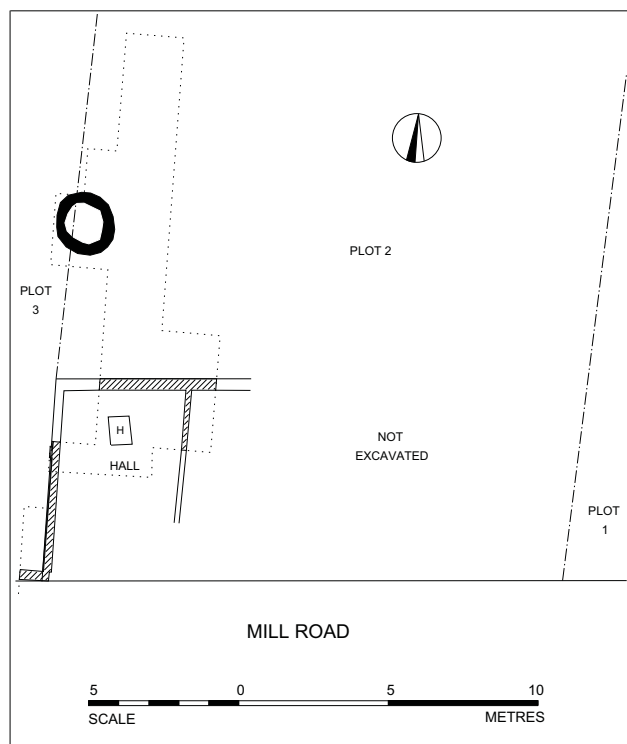 PLOT 2
PLOT
3
H
HALL
NOT
EXCAVATED
PLOT
1
MILL ROAD
5 0 5 10
SCALE METRES